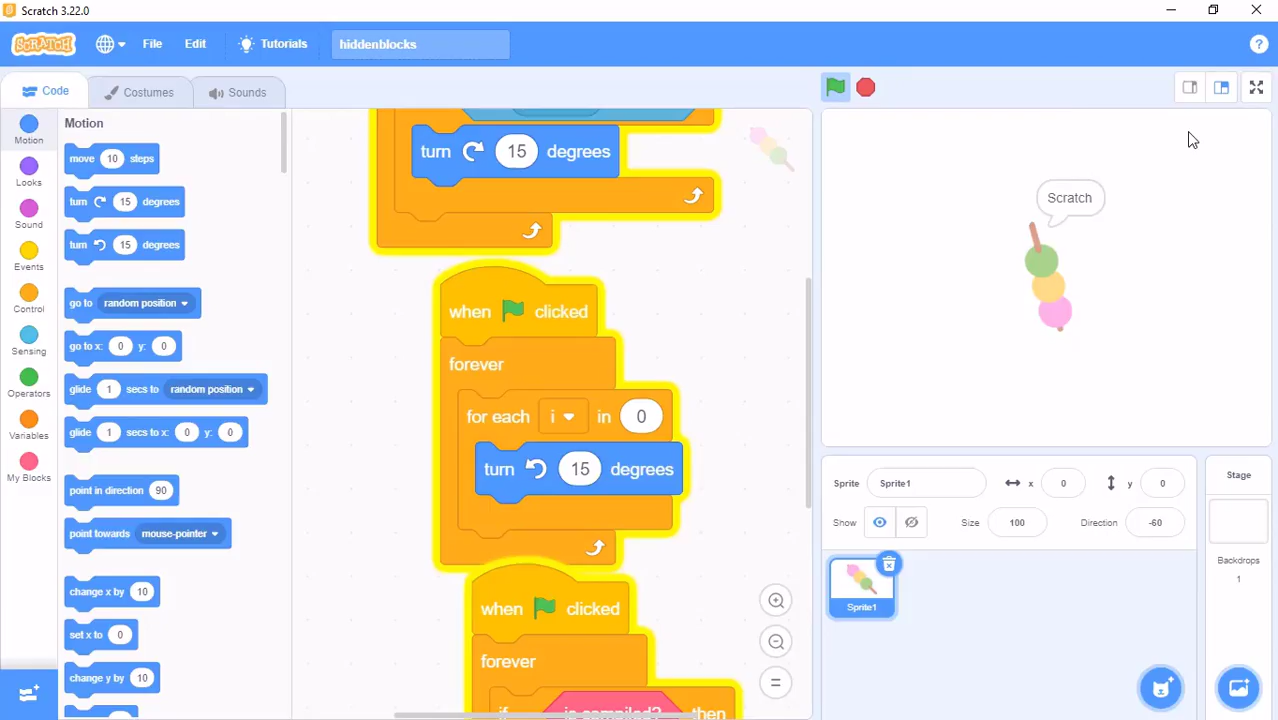 Scratch 3.22.0
SCRATCH File Edit Tutorials hiddenblocks ?
Code Costumes Sounds
Motion
Looks
Sound
Events
Control
Sensing
Operators
Variables
My Blocks
Motion
move 10 steps
turn 15 degrees
turn 15 degrees
go to random position
go to x: 0 y: 0
glide 1 secs to random position
glide 1 secs to x: 0 y: 0
point in direction 90
point towards mouse-pointer
change x by 10
set x to 0
change y by 10
turn 15 degrees
when clicked
forever
for each i in 0
turn 15 degrees
when clicked
forever
if is compiled? then
Scratch
Sprite Sprite1 x 0 y 0
Show Size 100 Direction -60
Sprite1
Stage
Backdrops
1